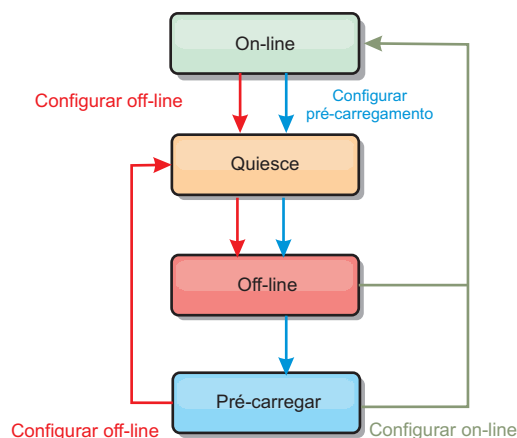 On-line
Configurar off-line
Configurar
pré-carregamento
Quiesce
Off-line
Pré-carregar
Configurar off-line
Configurar on-line